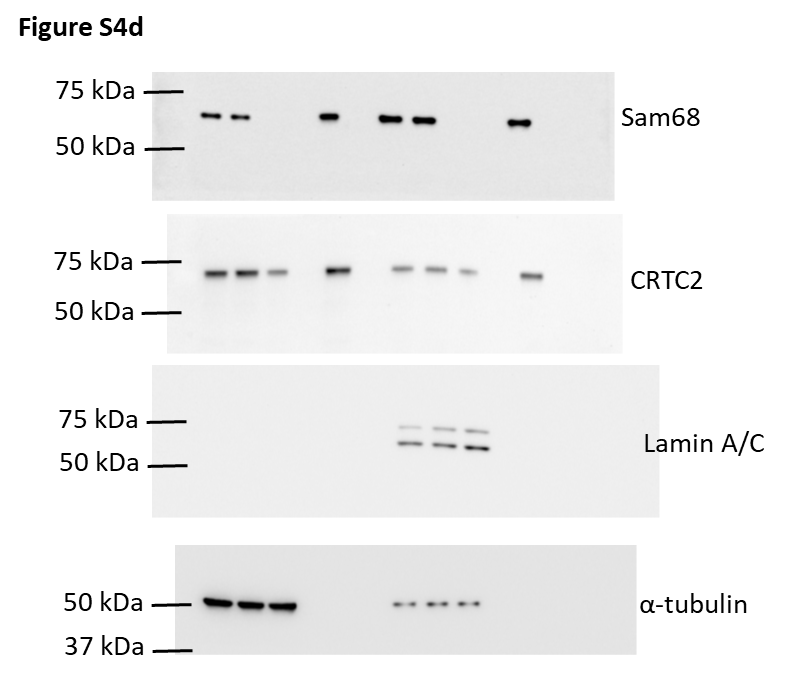 Figure S4d
75 kDa
Sam68
50 kDa
75 kDa
CRTC2
50 kDa
75 kDa
Lamin A/C
50 kDa
50 kDa
α-tubulin
37 kDa